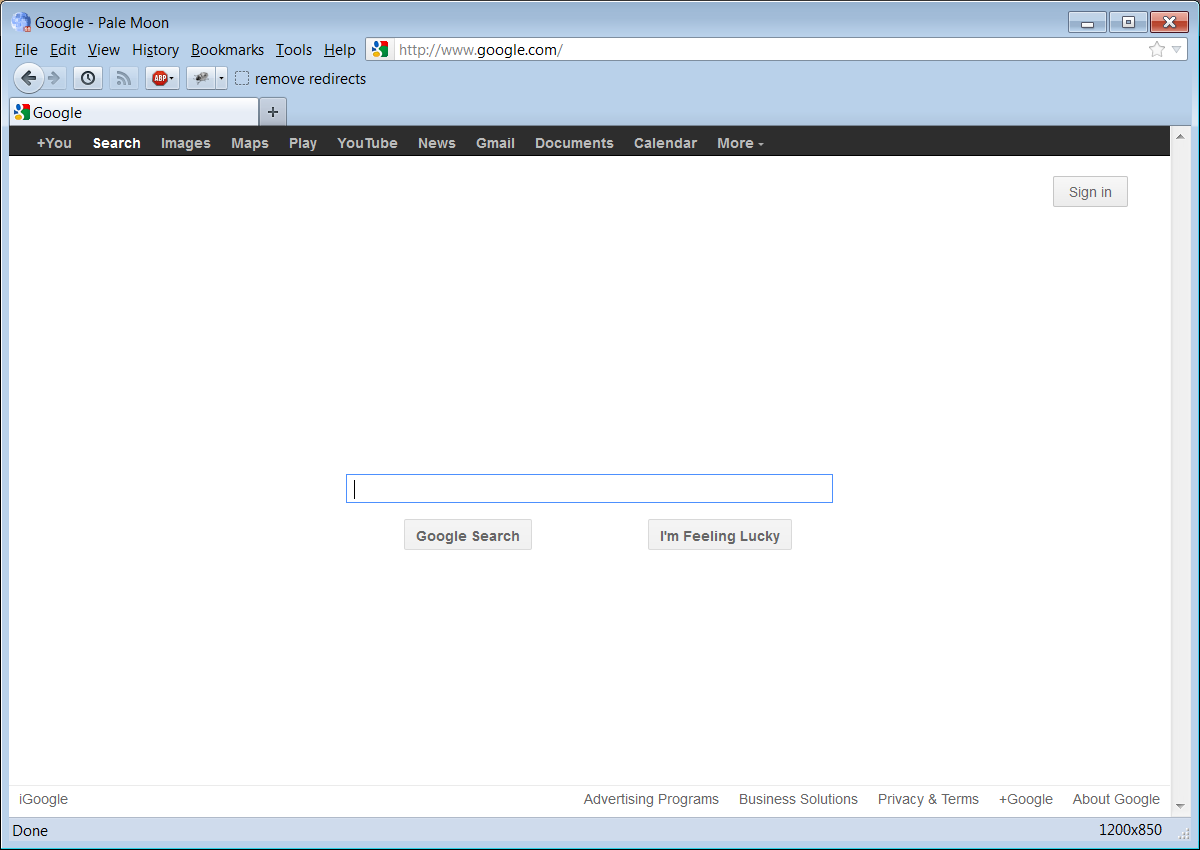 Google - Pale Moon
File Edit View History Bookmarks Tools Help http://www.google.com/
ABP remove redirects
Google +
+You Search Images Maps Play YouTube News Gmail Documents Calendar More
Sign in
Google Search I'm Feeling Lucky
iGoogle Advertising Programs Business Solutions Privacy & Terms +Google About Google
Done 1200x850